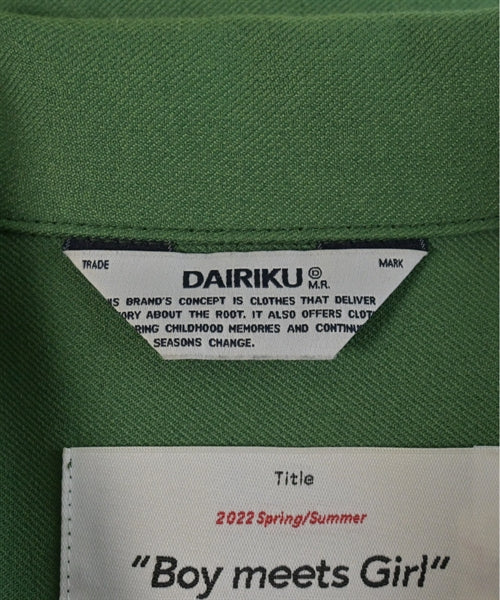 TRADE MARK
DAIRIKU ©
M.R.
IS BRAND'S CONCEPT IS CLOTHES THAT DELIVER
ORY ABOUT THE ROOT. IT ALSO OFFERS CLOT
RING CHILDHOOD MEMORIES AND CONTINU
SEASONS CHANGE.
Title
2022 Spring/Summer
"Boy meets Girl"